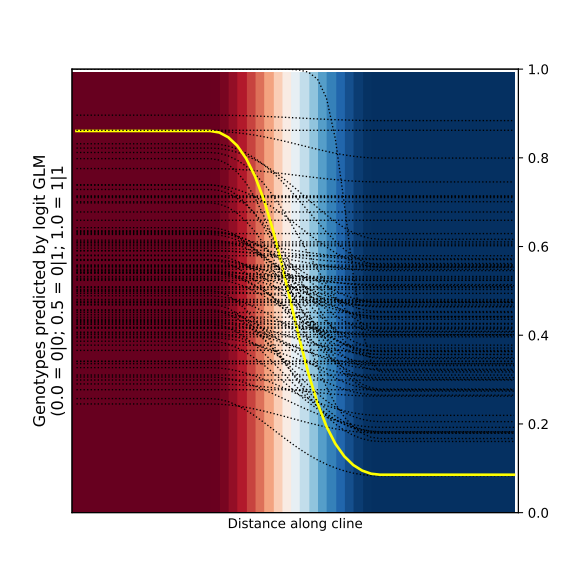 Genotypes predicted by logit GLM
(0.0 = 0|0; 0.5 = 0|1; 1.0 = 1|1
1.0
0.8
0.6
0.4
0.2
0.0
Distance along cline